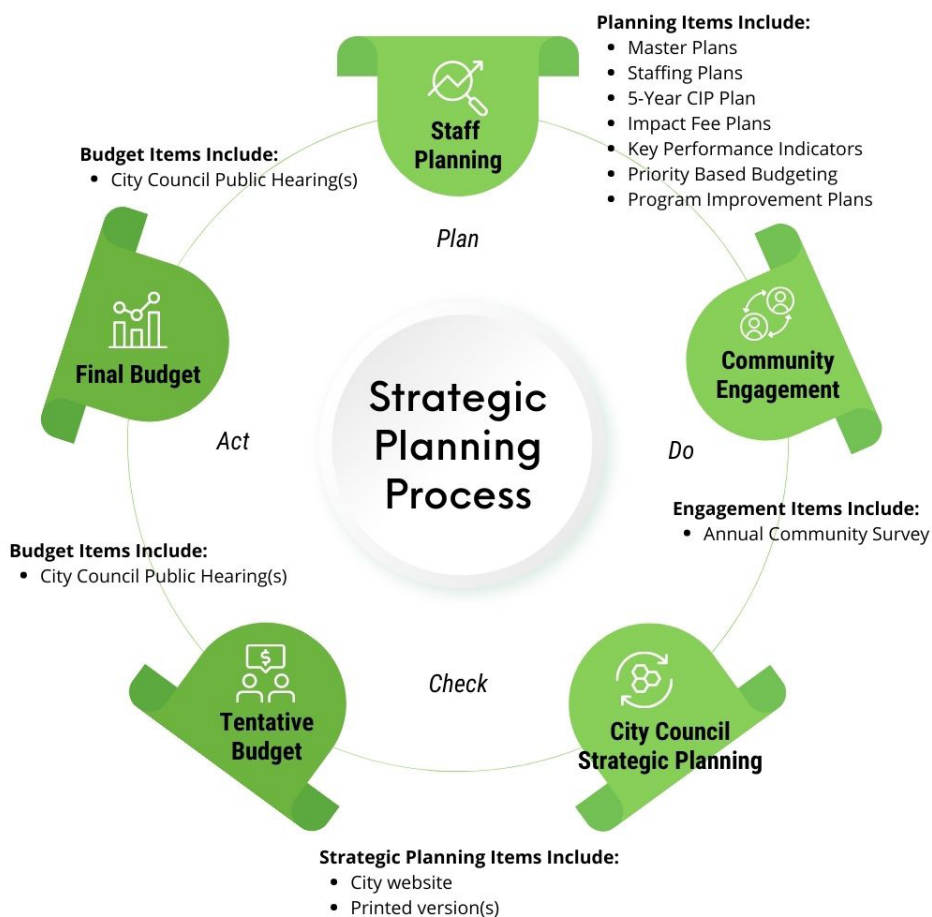 Planning Items Include:
• Master Plans
• Staffing Plans
• 5-Year CIP Plan
• Impact Fee Plans
• Key Performance Indicators
• Priority Based Budgeting
• Program Improvement Plans
Staff
Planning
Budget Items Include:
• City Council Public Hearing(s)
Plan
Final Budget
Community
Engagement
Strategic
Planning
Process
Act
Do
Engagement Items Include:
• Annual Community Survey
Budget Items Include:
• City Council Public Hearing(s)
$
Check
Tentative
Budget
City Council
Strategic Planning
Strategic Planning Items Include:
• City website
• Printed version(s)